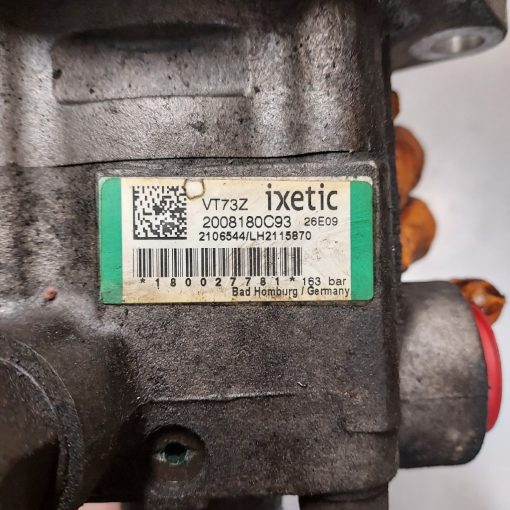 VT73Z ixetic
2008180C93 26E09
2106544/LH2115870
*180027781* 163 bar
Bad Homburg / Germany